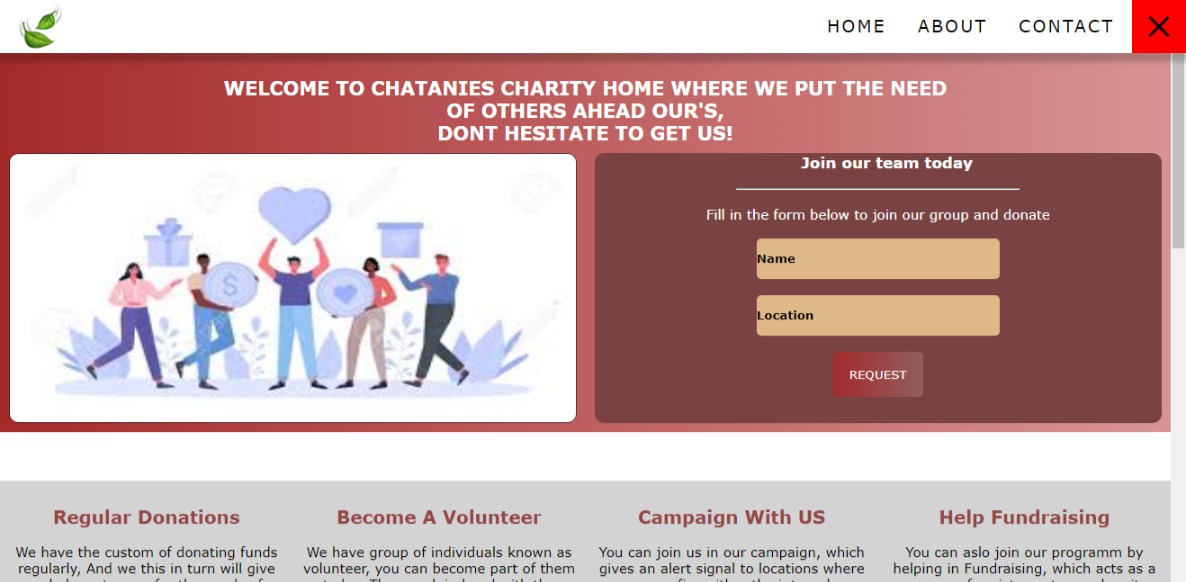 HOME ABOUT CONTACT
WELCOME TO CHATANIES CHARITY HOME WHERE WE PUT THE NEED
OF OTHERS AHEAD OUR'S,
DONT HESITATE TO GET US!
Join our team today
Fill in the form below to join our group and donate
Name
Location
REQUEST
$
Regular Donations
We have the custom of donating funds
regularly, And we this in turn will give
Become A Volunteer
We have group of individuals known as
volunteer, you can become part of them
Campaign With US
You can join us in our campaign, which
gives an alert signal to locations where
Help Fundraising
You can aslo join our programm by
helping in Fundraising, which acts as a